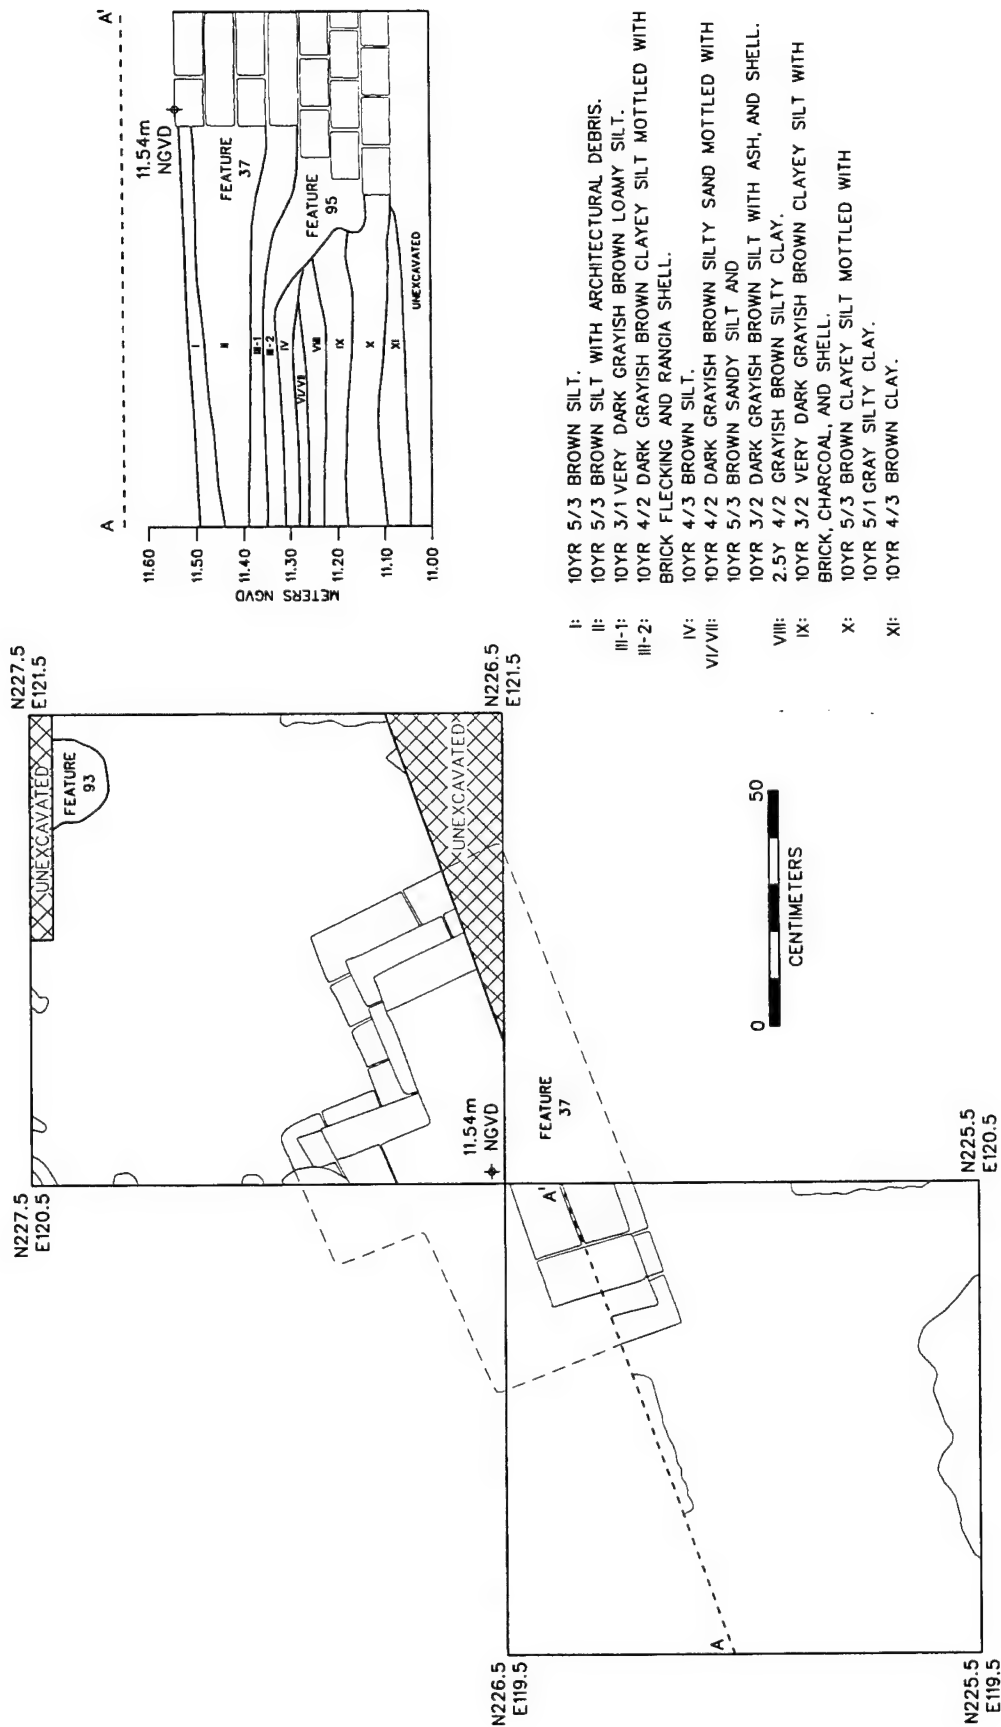 N227.5
E120.5
N227.5
E121.5
UNEXCAVATED
FEATURE
93
UNEXCAVATED
N226.5
E121.5
11.54m
NGVD
FEATURE
37
N226.5
E119.5
A'
A
N225.5
E119.5
N225.5
E120.5
0
50
CENTIMETERS
A
A'
11.54m
NGVD
11.60
11.50
11.40
11.30
11.20
11.10
11.00
METERS NGVD
FEATURE
37
FEATURE
95
I
II
III-1
III-2
IV
VI/VII
VIII
IX
X
XI
UNEXCAVATED
I: 10YR 5/3 BROWN SILT.
II: 10YR 5/3 BROWN SILT WITH ARCHITECTURAL DEBRIS.
III-1: 10YR 3/1 VERY DARK GRAYISH BROWN LOAMY SILT.
III-2: 10YR 4/2 DARK GRAYISH BROWN CLAYEY SILT MOTTLED WITH
BRICK FLECKING AND RANGIA SHELL.
IV: 10YR 4/3 BROWN SILT.
VI/VII: 10YR 4/2 DARK GRAYISH BROWN SILTY SAND MOTTLED WITH
10YR 5/3 BROWN SANDY SILT AND
10YR 3/2 DARK GRAYISH BROWN SILT WITH ASH, AND SHELL.
VIII: 2.5Y 4/2 GRAYISH BROWN SILTY CLAY.
IX: 10YR 3/2 VERY DARK GRAYISH BROWN CLAYEY SILT WITH
BRICK, CHARCOAL, AND SHELL.
X: 10YR 5/3 BROWN CLAYEY SILT MOTTLED WITH
10YR 5/1 GRAY SILTY CLAY.
XI: 10YR 4/3 BROWN CLAY.